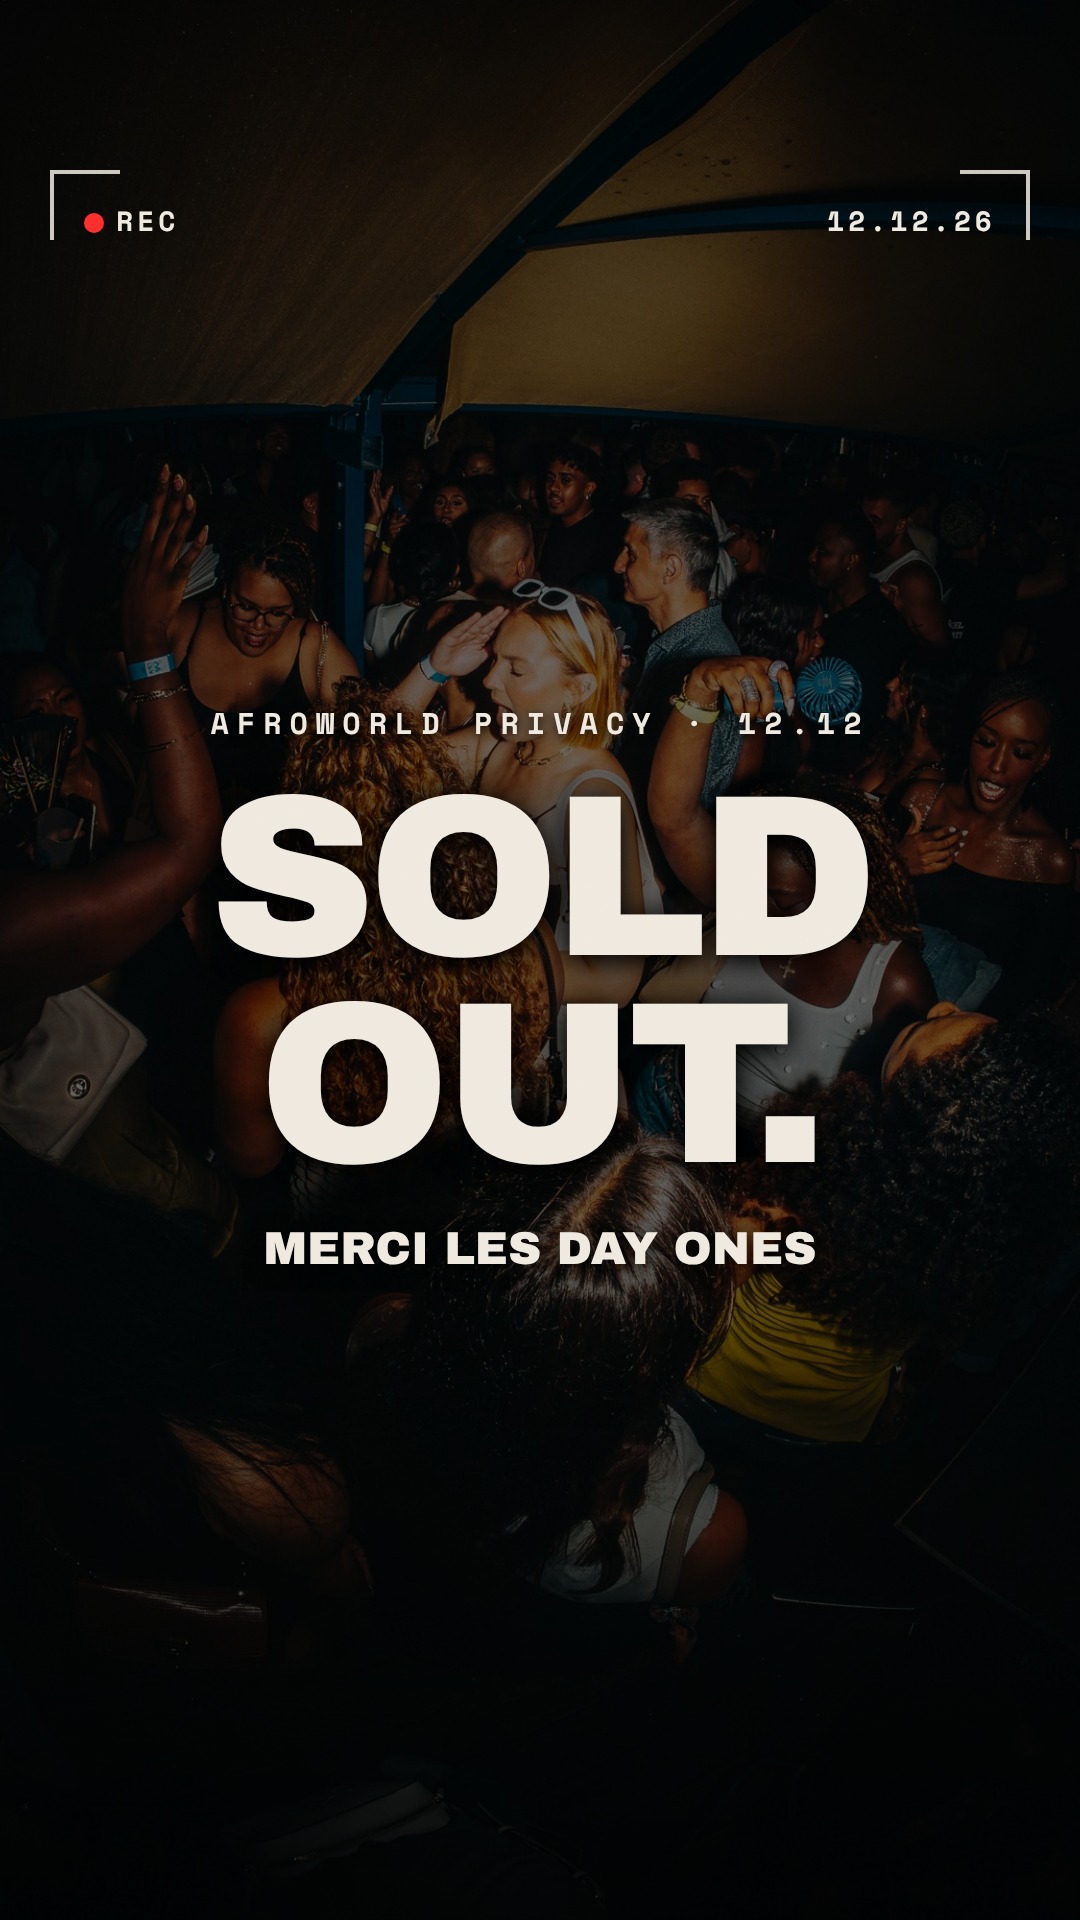 REC
12.12.26
AFROWORLD PRIVACY · 12.12
SOLD
OUT.
MERCI LES DAY ONES